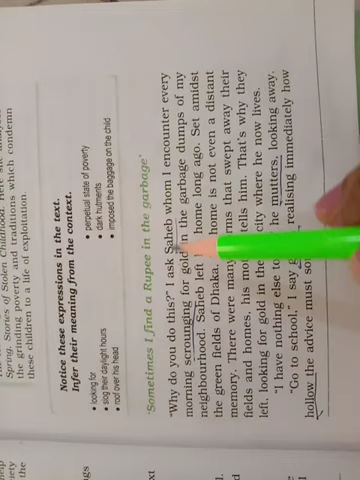 Spring, Stories of Stolen Childhood. Here she analyses
the grinding poverty and traditions which condemn
these children to a life of exploitation
Notice these expressions in the text.
Infer their meaning from the context.
• looking for
• slog their daylight hours
• roof over his head
• perpetual state of poverty
• dark hutments
• imposed the baggage on the child
'Sometimes I find a Rupee in the garbage'
"Why do you do this?" I ask Saheb whom I encounter every
morning scrounging for gold in the garbage dumps of my
neighbourhood. Saheb left home long ago. Set amidst
the green fields of Dhaka, home is not even a distant
memory. There were many rms that swept away their
fields and homes, his mot tells him. That's why they
left, looking for gold in the city where he now lives.
"I have nothing else to he mutters, looking away.
"Go to school," I say realising immediately how
hollow the advice must so